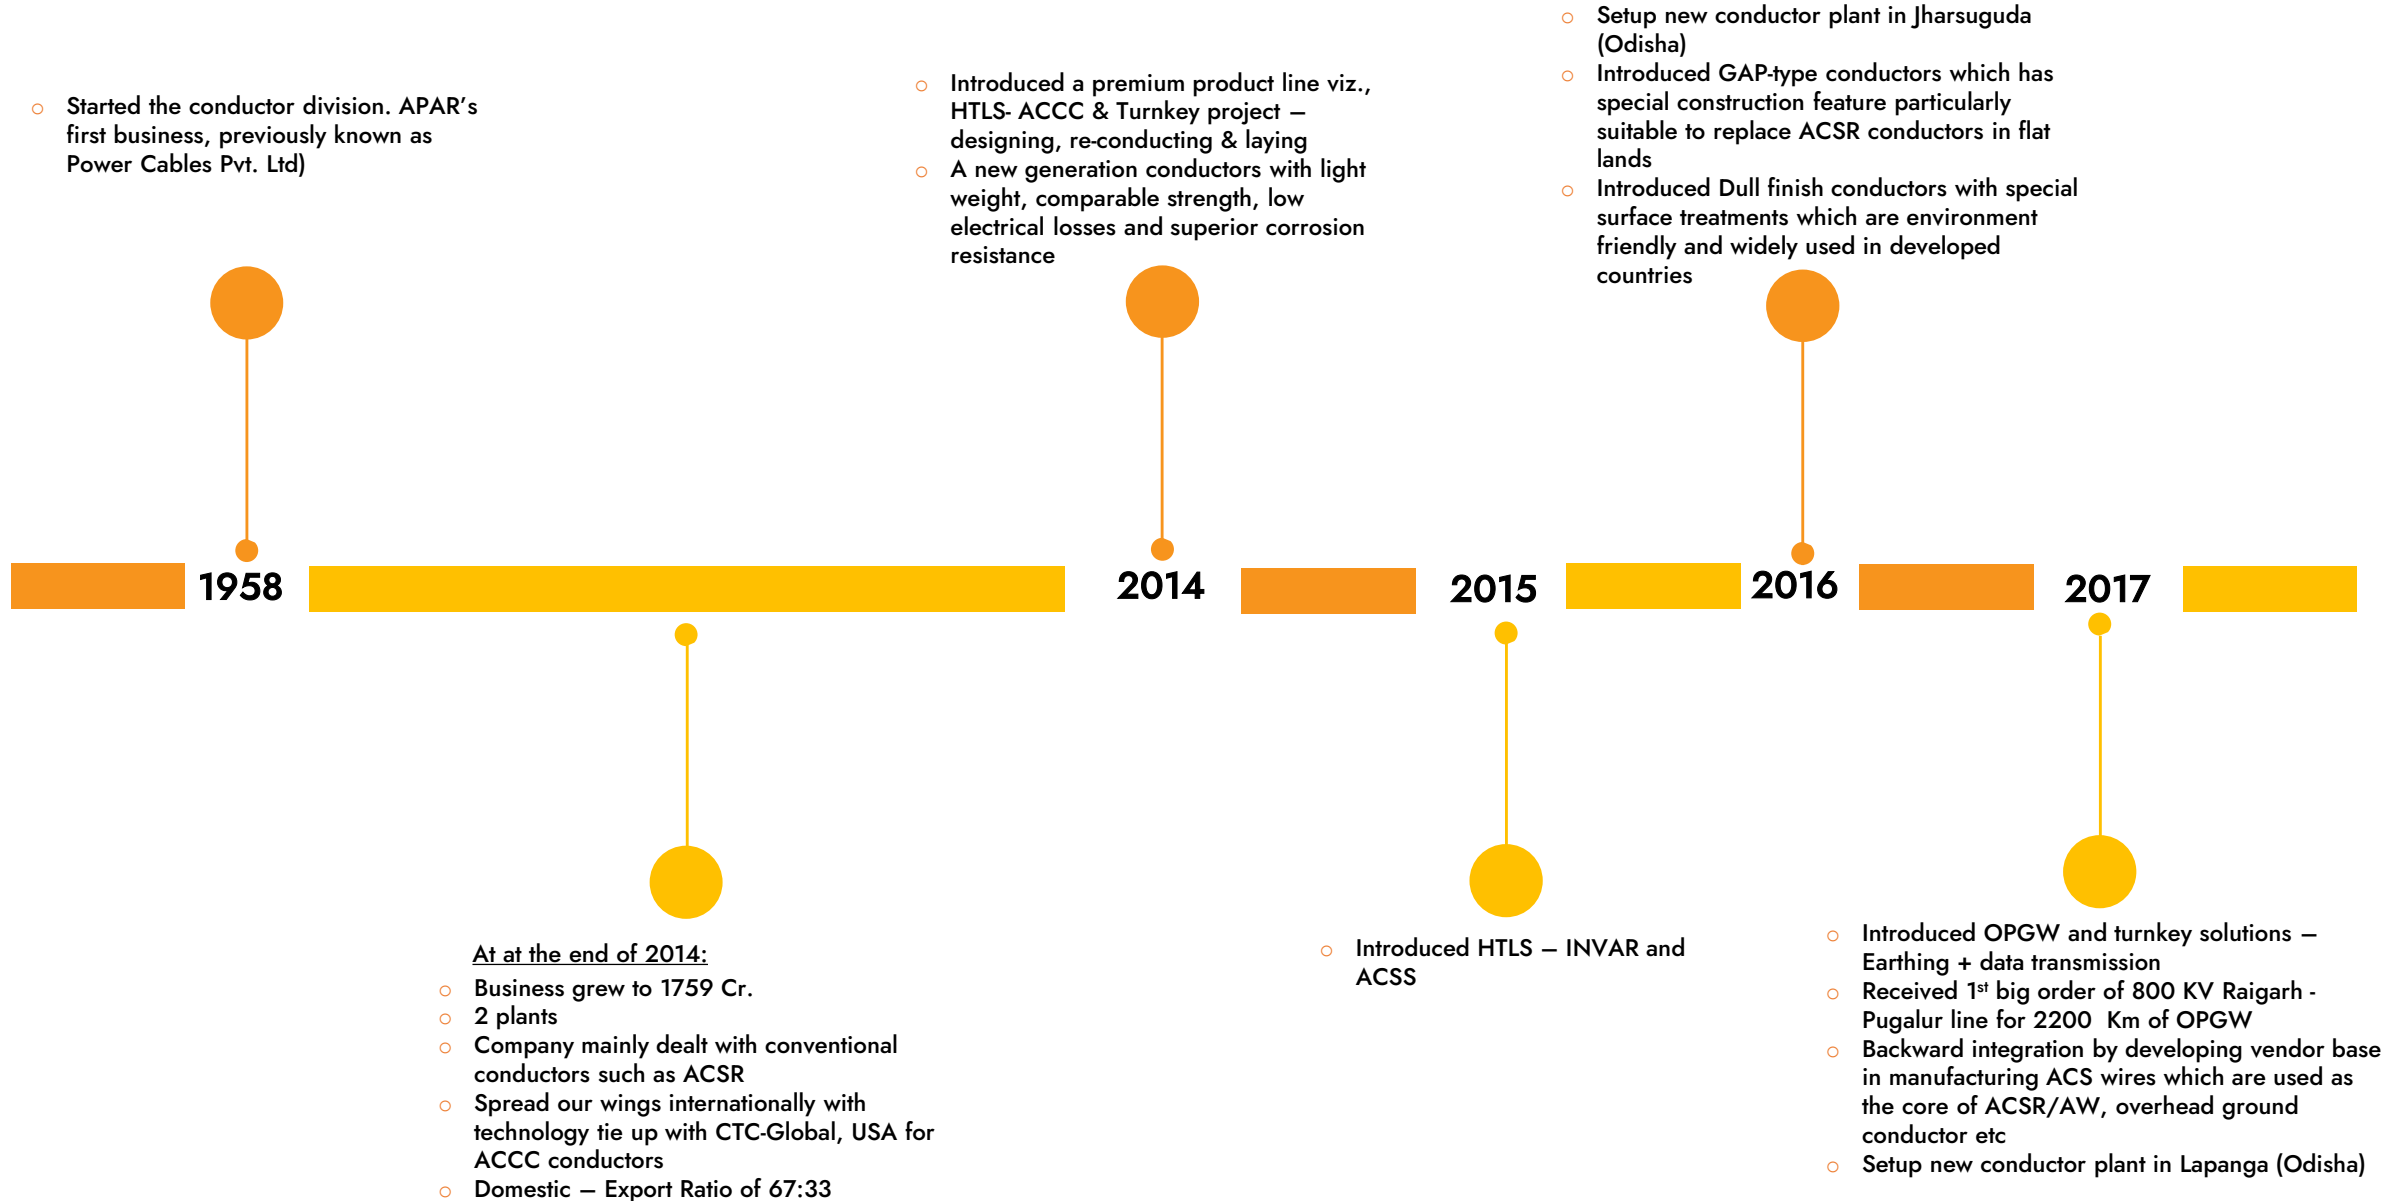 Started the conductor division. APAR's
first business, previously known as
Power Cables Pvt. Ltd)
Introduced a premium product line viz.,
HTLS- ACCC & Turnkey project –
designing, re-conducting & laying
A new generation conductors with light
weight, comparable strength, low
electrical losses and superior corrosion
resistance
Setup new conductor plant in Jharsuguda
(Odisha)
Introduced GAP-type conductors which has
special construction feature particularly
suitable to replace ACSR conductors in flat
lands
Introduced Dull finish conductors with special
surface treatments which are environment
friendly and widely used in developed
countries
1958
2014
2015
2016
2017
At at the end of 2014:
Business grew to 1759 Cr.
2 plants
Company mainly dealt with conventional
conductors such as ACSR
Spread our wings internationally with
technology tie up with CTC-Global, USA for
ACCC conductors
Domestic – Export Ratio of 67:33
Introduced HTLS – INVAR and
ACSS
Introduced OPGW and turnkey solutions –
Earthing + data transmission
Received 1st big order of 800 KV Raigarh -
Pugalur line for 2200  Km of OPGW
Backward integration by developing vendor base
in manufacturing ACS wires which are used as
the core of ACSR/AW, overhead ground
conductor etc
Setup new conductor plant in Lapanga (Odisha)